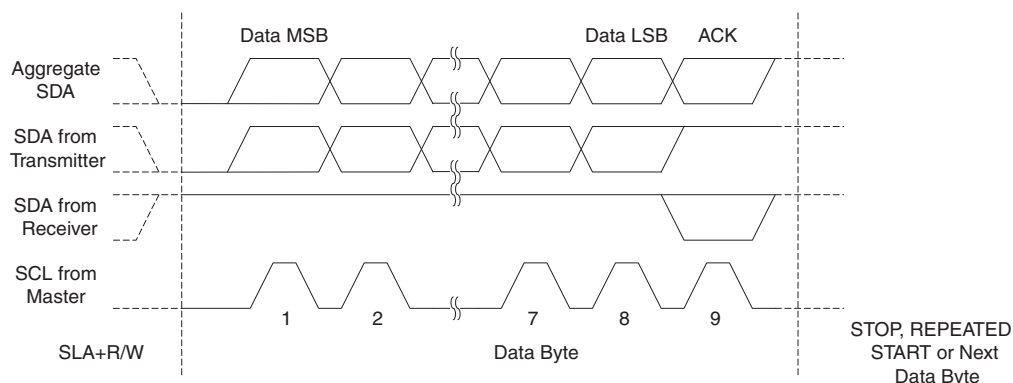 Data MSB
Data LSB
ACK
Aggregate
SDA
SDA from
Transmitter
SDA from
Receiver
SCL from
Master
1
2
7
8
9
SLA+R/W
Data Byte
STOP, REPEATED
START or Next
Data Byte